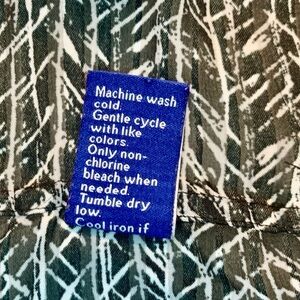 Machine wash
cold.
Gentle cycle
with like
colors.
Only non-
chlorine
bleach when
needed.
Tumble dry
low.
Cool iron if